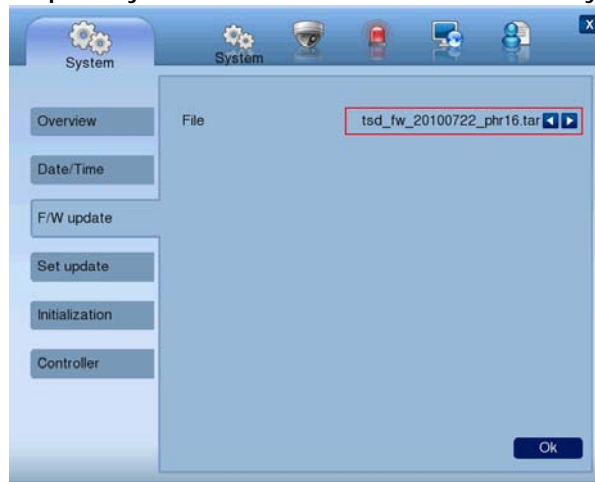 System
System
X
Overview
File
tsd_fw_20100722_phr16.tar
Date/Time
F/W update
Set update
Initialization
Controller
Ok